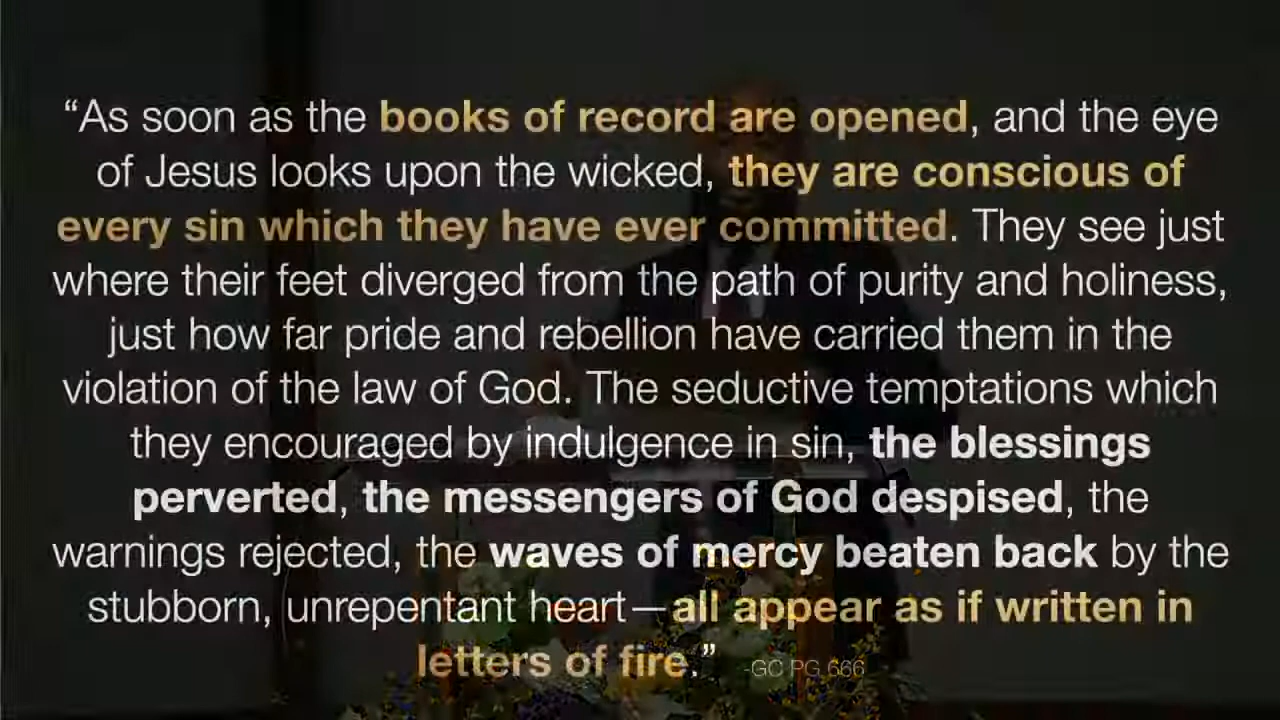 “As soon as the books of record are opened, and the eye
of Jesus looks upon the wicked, they are conscious of
every sin which they have ever committed. They see just
where their feet diverged from the path of purity and holiness,
just how far pride and rebellion have carried them in the
violation of the law of God. The seductive temptations which
they encouraged by indulgence in sin, the blessings
perverted, the messengers of God despised, the
warnings rejected, the waves of mercy beaten back by the
stubborn, unrepentant heart—all appear as if written in
letters of fire.” -GC PG 666